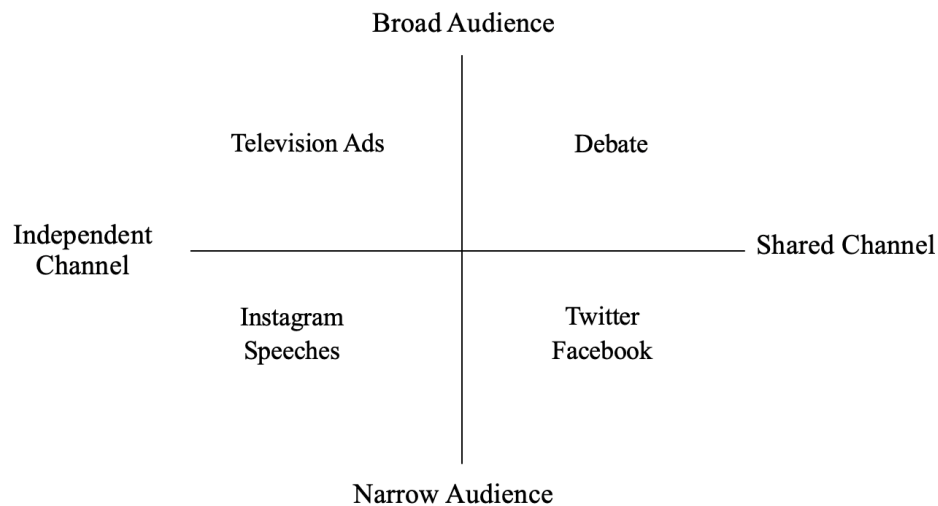 Broad Audience
Television Ads
Debate
Independent
Channel
Shared Channel
Instagram
Speeches
Twitter
Facebook
Narrow Audience